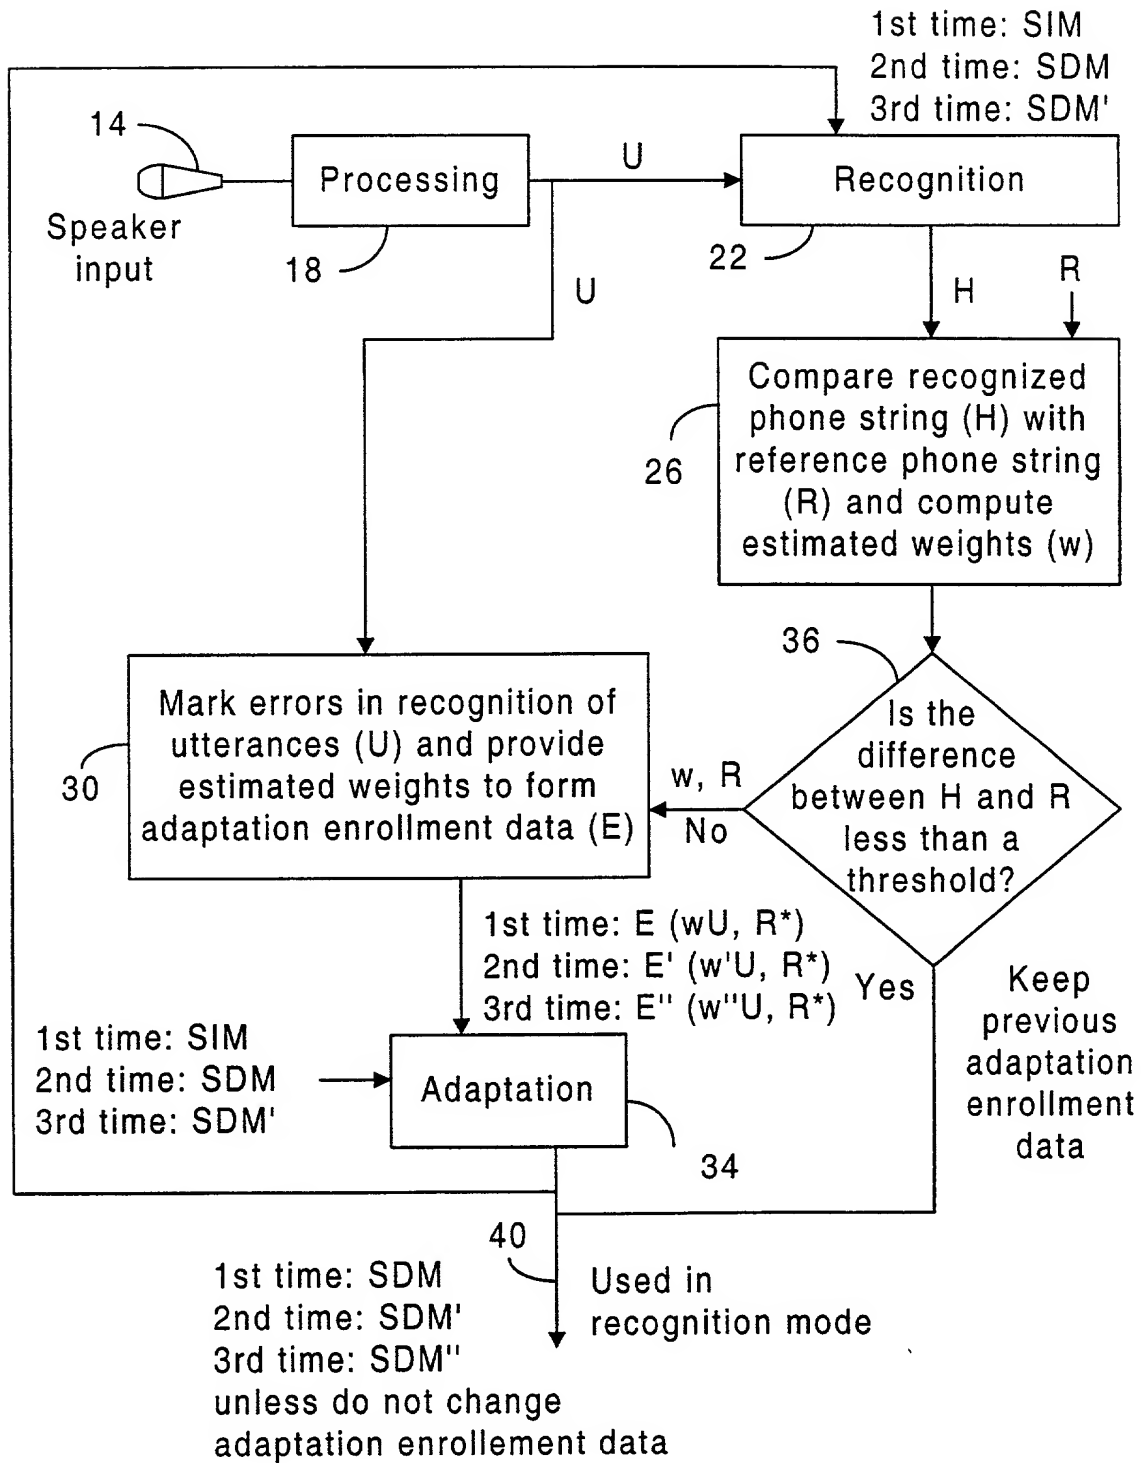 1st time: SIM
2nd time: SDM
3rd time: SDM'
14
Speaker
input
Processing
18
U
U
Recognition
22
H
R
Compare recognized
phone string (H) with
reference phone string
(R) and compute
estimated weights (w)
26
36
Is the
difference
between H and R
less than a
threshold?
w, R
No
Mark errors in recognition of
utterances (U) and provide
estimated weights to form
adaptation enrollment data (E)
30
1st time: E (wU, R*)
2nd time: E' (w'U, R*)
3rd time: E" (w"U, R*)
Yes
Keep
previous
adaptation
enrollment
data
1st time: SIM
2nd time: SDM
3rd time: SDM'
Adaptation
34
40
1st time: SDM
2nd time: SDM'
3rd time: SDM"
unless do not change
adaptation enrollement data
Used in
recognition mode